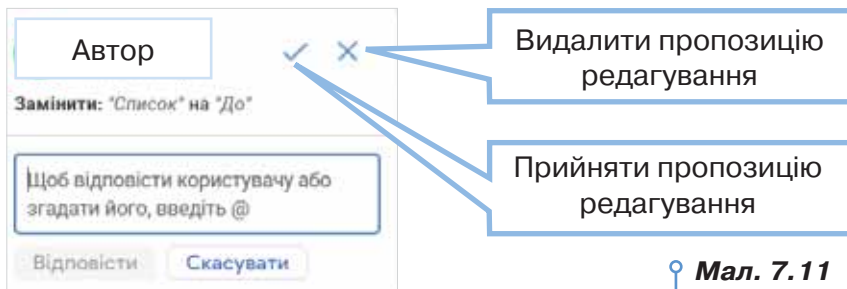 Автор
Замінити: "Список" на "До"
Щоб відповісти користувачу або
згадати його, введіть @
Відповісти Скасувати
Видалити пропозицію
редагування
Прийняти пропозицію
редагування
Мал. 7.11